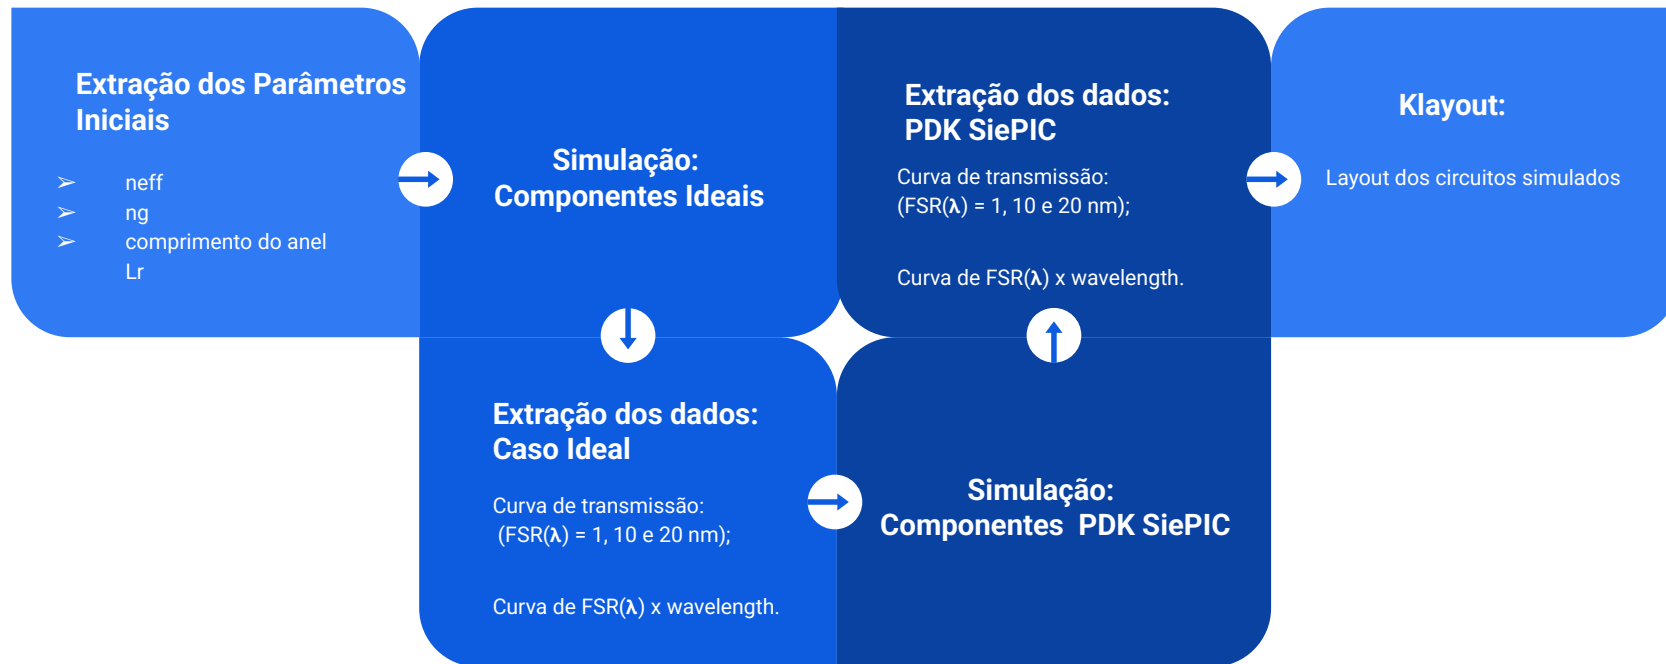 Extração dos Parâmetros
Iniciais
➢ neff
➢ ng
➢ comprimento do anel
Lr
Simulação:
Componentes Ideais
Extração dos dados:
Caso Ideal
Curva de transmissão:
(FSR(λ) = 1, 10 e 20 nm);
Curva de FSR(λ) x wavelength.
Simulação:
Componentes PDK SiePIC
Extração dos dados:
PDK SiePIC
Curva de transmissão:
(FSR(λ) = 1, 10 e 20 nm);
Curva de FSR(λ) x wavelength.
Klayout:
Layout dos circuitos simulados